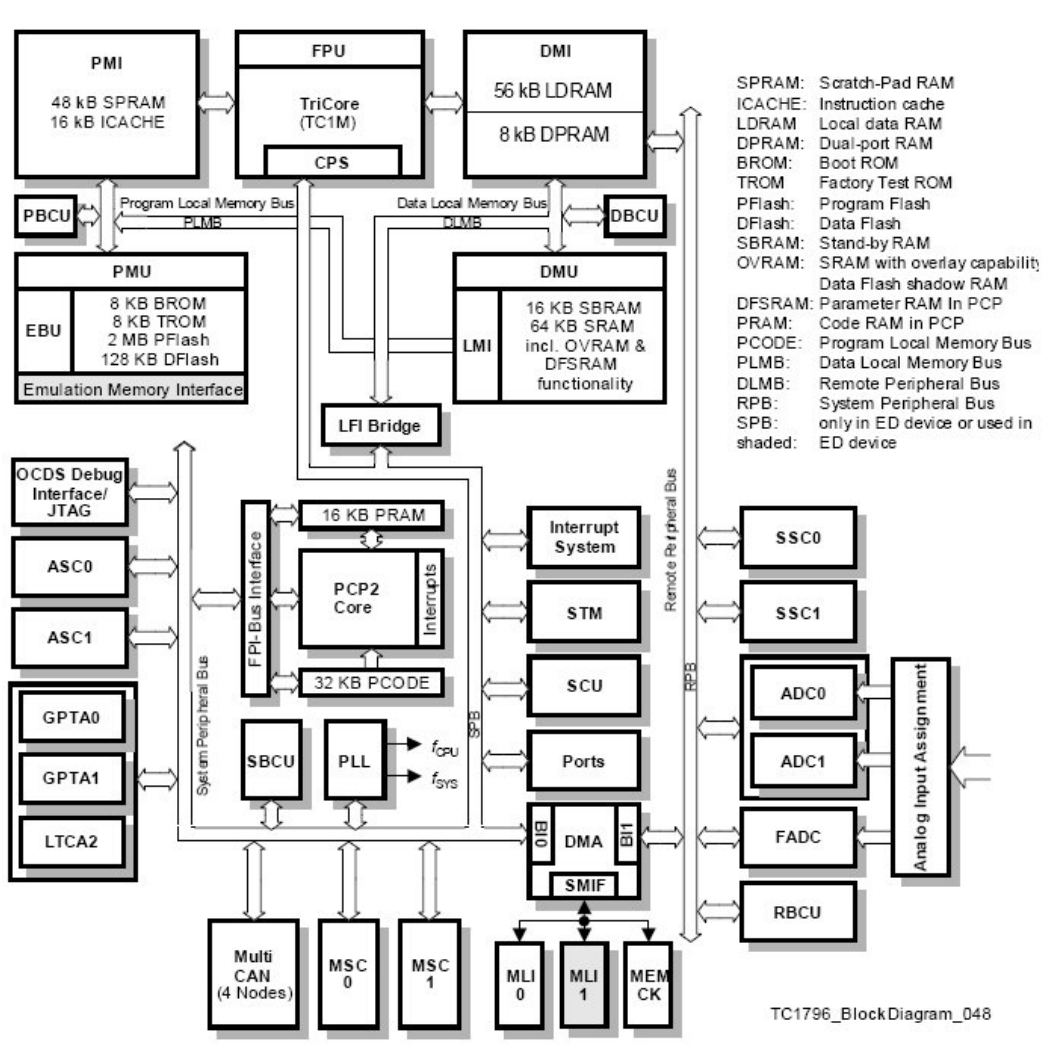 PMI
48 kB SPRAM
16 kB ICACHE
FPU
TriCore
(TC1M)
CPS
DMI
56 kB LDRAM
8 kB DPRAM
SPRAM: Scratch-Pad RAM
ICACHE: Instruction cache
LDRAM Local data RAM
DPRAM: Dual-port RAM
BROM: Boot ROM
TROM Factory Test ROM
PFlash: Program Flash
DFlash: Data Flash
SBRAM: Stand-by RAM
OVRAM: SRAM with overlay capability
Data Flash shadow RAM
DFSRAM: Parameter RAM In PCP
PRAM: Code RAM in PCP
PCODE: Program Local Memory Bus
PLMB: Data Local Memory Bus
DLMB: Remote Peripheral Bus
RPB: System Peripheral Bus
SPB: only in ED device or used in
shaded: ED device
PBCU
Program Local Memory Bus
PLMB
Data Local Memory Bus
DLMB
DBCU
PMU
EBU
8 KB BROM
8 KB TROM
2 MB PFlash
128 KB DFlash
Emulation Memory Interface
DMU
LMI
16 KB SBRAM
64 KB SRAM
incl. OVRAM &
DFSRAM
functionality
LFI Bridge
OCDS Debug
Interface/
JTAG
ASC0
ASC1
GPTA0
GPTA1
LTCA2
System Peripheral Bus
FPI-Bus Interface
16 KB PRAM
PCP2
Core
Interrupts
32 KB PCODE
SBCU
PLL
fCPU
fSYS
SPB
Interrupt
System
STM
SCU
Ports
BI0
DMA
BI1
SMIF
Remote Peripheral Bus
RPB
SSC0
SSC1
ADC0
ADC1
FADC
RBCU
Analog Input Assignment
Multi
CAN
(4 Nodes)
MSC
0
MSC
1
MLI
0
MLI
1
MEM
CK
TC1796_BlockDiagram_048